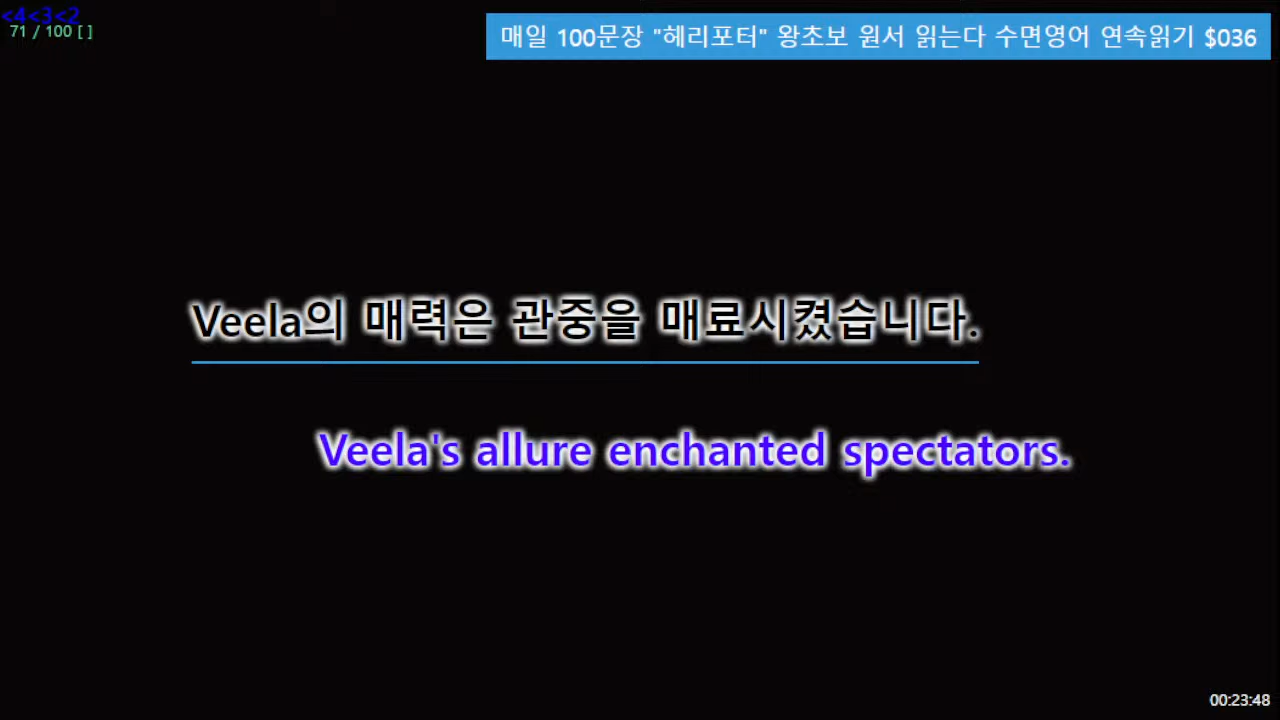 <4<3<2
71 / 100 [ ]
매일 100문장 "헤리포터" 왕초보 원서 읽는다 수면영어 연속읽기 $036
Veela의 매력은 관중을 매료시켰습니다.
Veela's allure enchanted spectators.
00:23:48